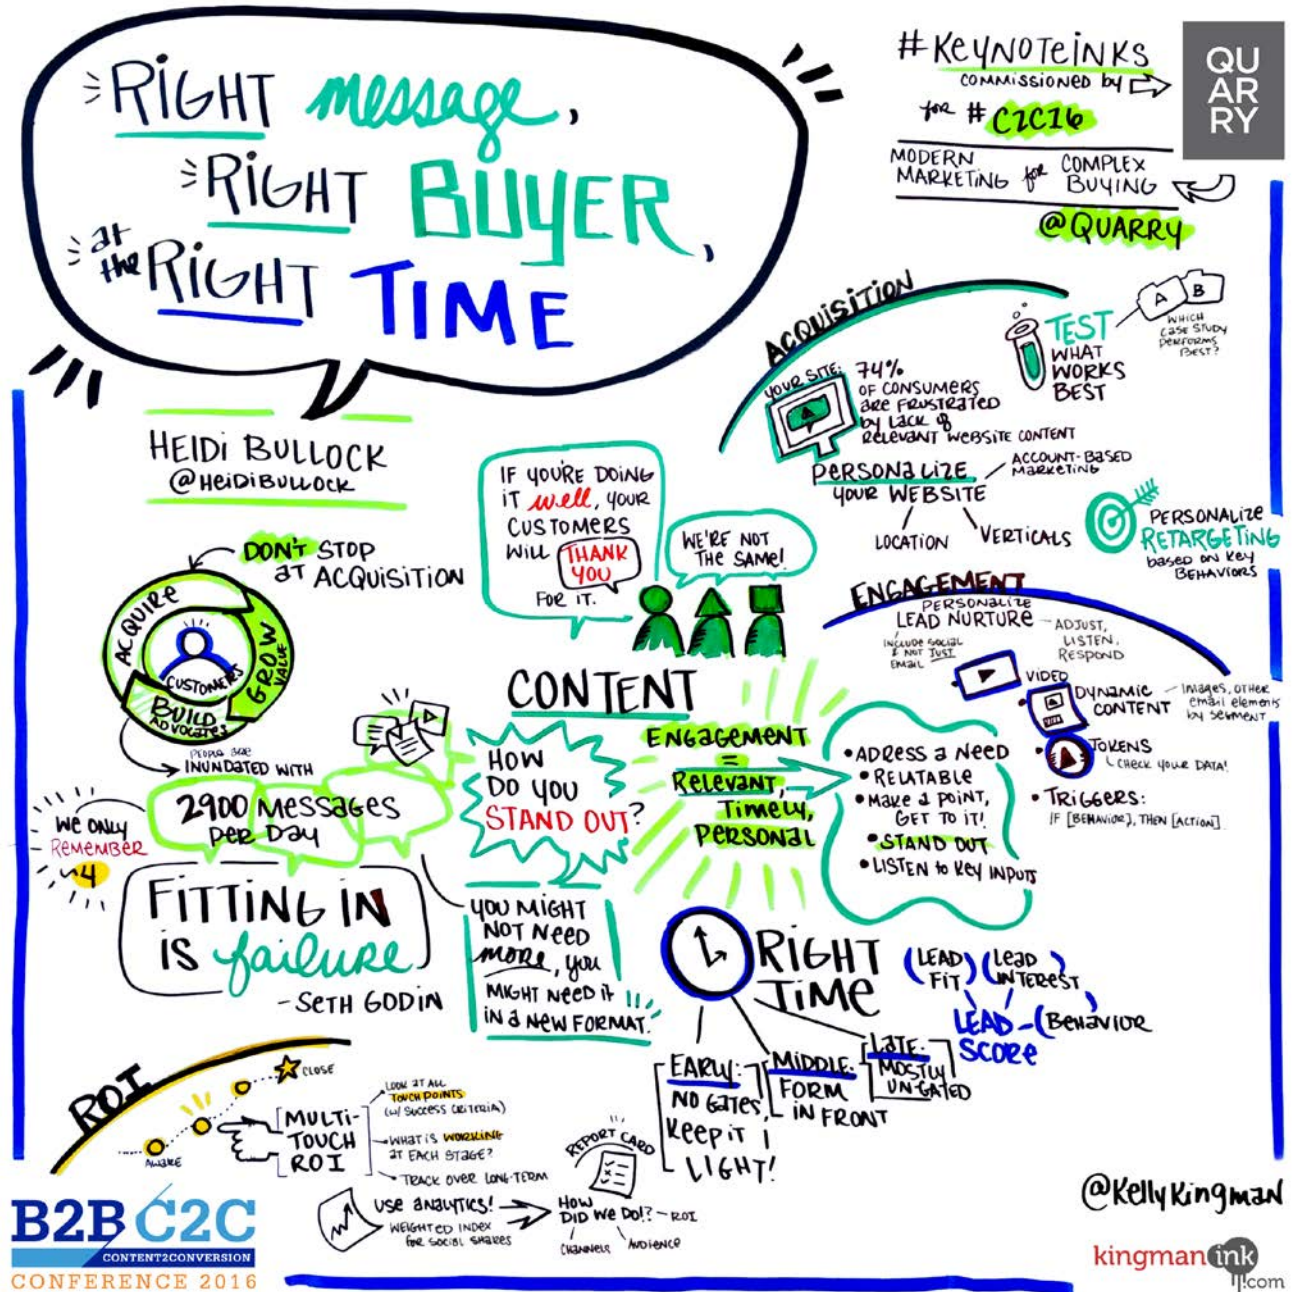 RIGHT message,
RIGHT BUYER,
at the RIGHT TIME
#KEYNOTEINKS
COMMISSIONED by
for # C2C16
QU
AR
RY
MODERN
MARKETING for COMPLEX
BUYING
@QUARRY
HEIDI BULLOCK
@HEIDIBULLOCK
DON'T STOP
AT ACQUISITION
ACQUIRE
GROW
VALUE
BUILD
ADVOCATES
CUSTOMERS
PEOPLE ARE
INUNDATED WITH
2900 MESSAGES
PER DAY
WE ONLY
REMEMBER
~4
FITTING IN
IS failure
-SETH GODIN
IF YOU'RE DOING
IT well, YOUR
CUSTOMERS
WILL THANK
YOU
FOR IT.
WE'RE NOT
THE SAME!
CONTENT
HOW
DO YOU
STAND OUT?
YOU MIGHT
NOT NEED
MORE, YOU
MIGHT NEED IT
IN A NEW FORMAT.
ENGAGEMENT
=
RELEVANT,
TIMELY,
PERSONAL
• ADRESS A NEED
• RELATABLE
• MAKE A POINT,
GET TO IT!
• STAND OUT
• LISTEN to KEY INPUTS
ACQUISITION
TEST
WHAT
WORKS
BEST
A B
WHICH
CASE STUDY
PERFORMS
BEST?
YOUR SITE:
74%
OF CONSUMERS
ARE FRUSTRATED
by LACK of
RELEVANT WEBSITE CONTENT
PERSONALIZE
YOUR WEBSITE
ACCOUNT-BASED
MARKETING
LOCATION
VERTICALS
PERSONALIZE
RETARGETING
based on KEY
BEHAVIORS
ENGAGEMENT
PERSONALIZE
LEAD NURTURE
ADJUST,
LISTEN,
RESPOND
INCLUDE SOCIAL
& NOT JUST
EMAIL
• VIDEO
• DYNAMIC
CONTENT
IMAGES, OTHER
email elements
by SEGMENT
• TOKENS
CHECK YOUR DATA!
• TRIGGERS:
IF [BEHAVIOR], THEN [ACTION]
RIGHT
TIME
(LEAD
FIT)
(LEAD
INTEREST)
LEAD
SCORE
-(BEHAVIOR)
EARLY:
NO GATES,
KEEP IT
LIGHT!
MIDDLE:
FORM
IN FRONT
LATE:
MOSTLY
UN-GATED
ROI
AWARE
CLOSE
MULTI-
TOUCH
ROI
LOOK AT ALL
TOUCH POINTS
(w/ SUCCESS CRITERIA)
WHAT IS WORKING
AT EACH STAGE?
TRACK OVER LONG-TERM
USE ANALYTICS!
WEIGHTED INDEX
for SOCIAL SHARES
REPORT CARD
HOW
DID WE DO!? - ROI
CHANNELS
AUDIENCE
B2B C2C
CONTENT2CONVERSION
CONFERENCE 2016
@Kelly Kingman
kingman ink
.com